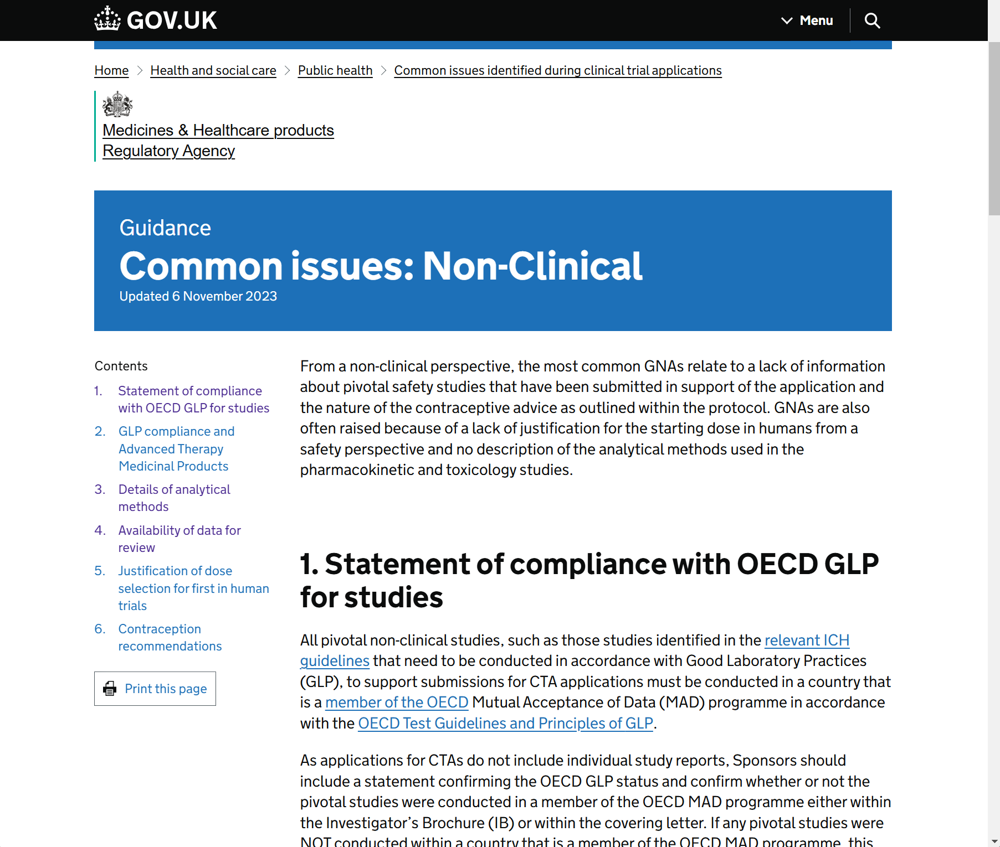 GOV.UK
Menu
Home
Health and social care
Public health
Common issues identified during clinical trial applications
Medicines & Healthcare products
Regulatory Agency
Guidance
Common issues: Non-Clinical
Updated 6 November 2023
Contents
1. Statement of compliance
with OECD GLP for studies
2. GLP compliance and
Advanced Therapy
Medicinal Products
3. Details of analytical
methods
4. Availability of data for
review
5. Justification of dose
selection for first in human
trials
6. Contraception
recommendations
Print this page
From a non-clinical perspective, the most common GNAs relate to a lack of information
about pivotal safety studies that have been submitted in support of the application and
the nature of the contraceptive advice as outlined within the protocol. GNAs are also
often raised because of a lack of justification for the starting dose in humans from a
safety perspective and no description of the analytical methods used in the
pharmacokinetic and toxicology studies.
1. Statement of compliance with OECD GLP
for studies
All pivotal non-clinical studies, such as those studies identified in the relevant ICH
guidelines that need to be conducted in accordance with Good Laboratory Practices
(GLP), to support submissions for CTA applications must be conducted in a country that
is a member of the OECD Mutual Acceptance of Data (MAD) programme in accordance
with the OECD Test Guidelines and Principles of GLP.
As applications for CTAs do not include individual study reports, Sponsors should
include a statement confirming the OECD GLP status and confirm whether or not the
pivotal studies were conducted in a member of the OECD MAD programme either within
the Investigator’s Brochure (IB) or within the covering letter. If any pivotal studies were
NOT conducted within a country that is a member of the OECD MAD programme, this